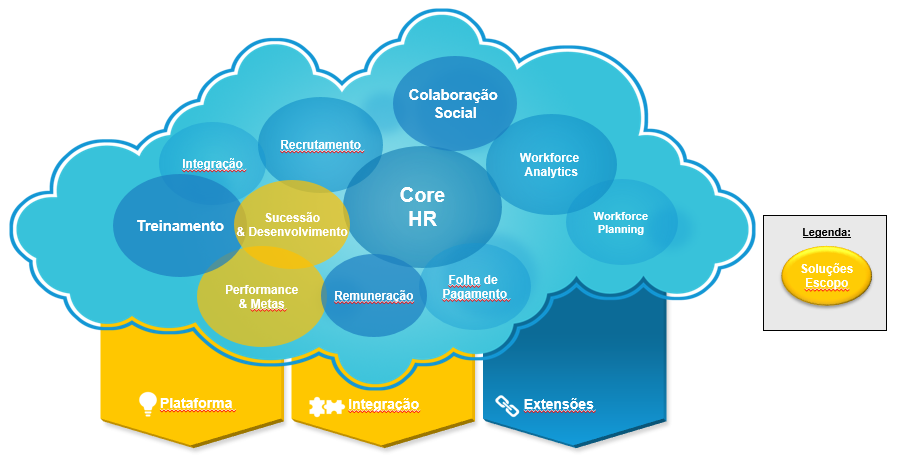 Colaboração
Social
Recrutamento
Integração
Workforce
Analytics
Core
HR
Treinamento
Sucessão
& Desenvolvimento
Workforce
Planning
Performance
& Metas
Remuneração
Folha de
Pagamento
Legenda:
Soluções
Escopo
Plataforma
Integração
Extensões